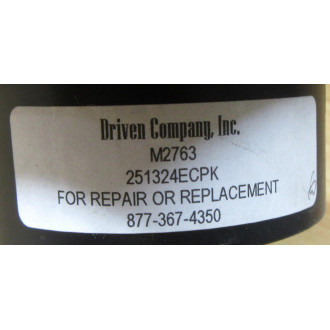 Driven Company, Inc.
M2763
251324ECPK
FOR REPAIR OR REPLACEMENT
877-367-4350